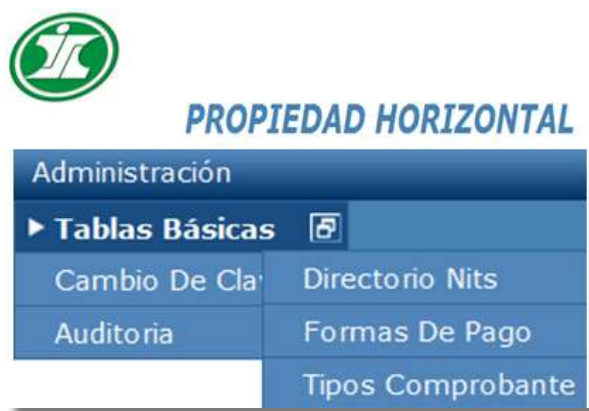 PROPIEDAD HORIZONTAL
Administración
Tablas Básicas
Cambio De Cla
Directorio Nits
Auditoria
Formas De Pago
Tipos Comprobante